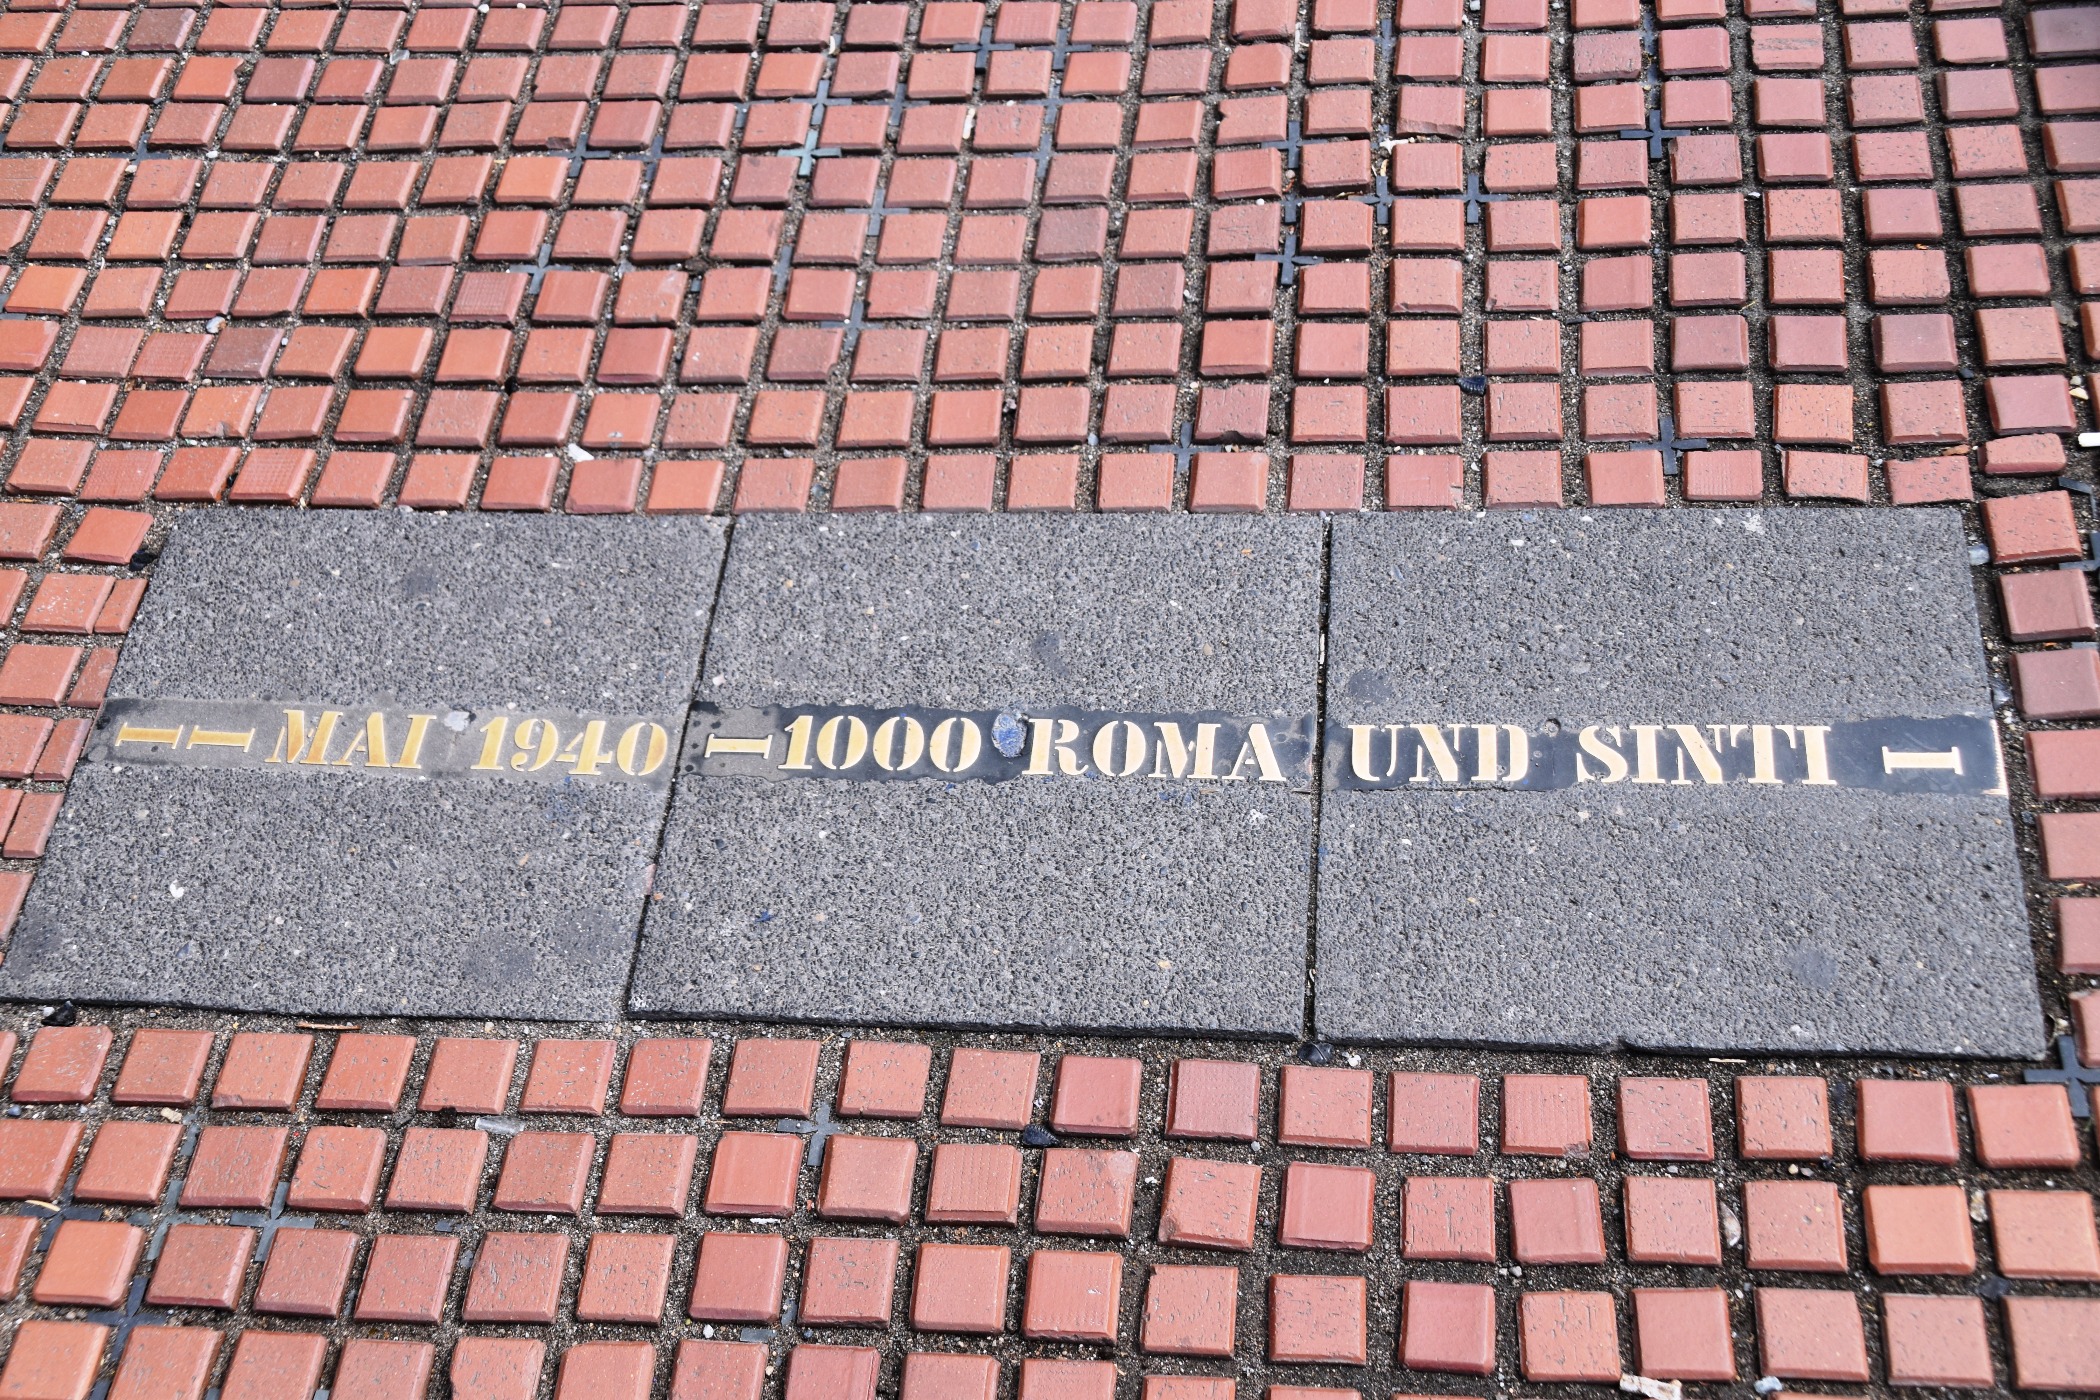 MAI 1940 – 1000 ROMA UND SINTI